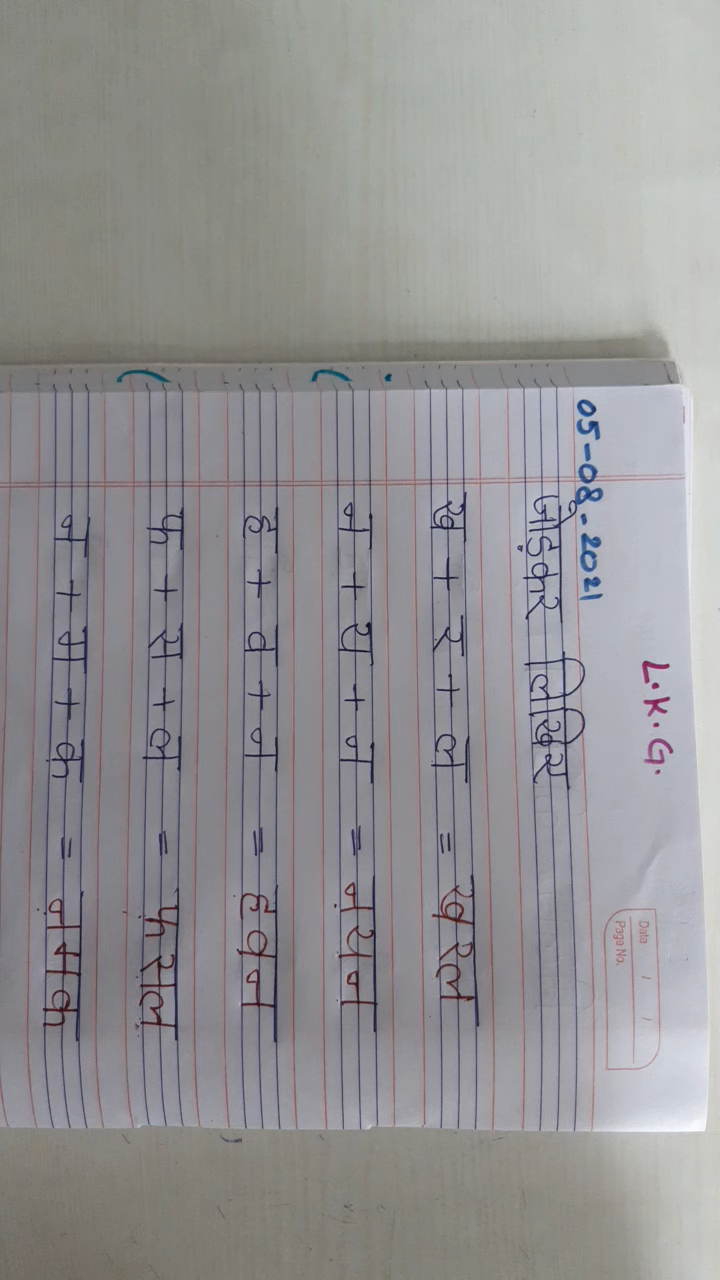 L.K.G.
Date / /
Page No.
05-08-2021
जोड़कर लिखिए
ख + र + ल = खरल
न + य + न = नयन
ह + व + न = हवन
फ + स + ल = फसल
न + म + क = नमक